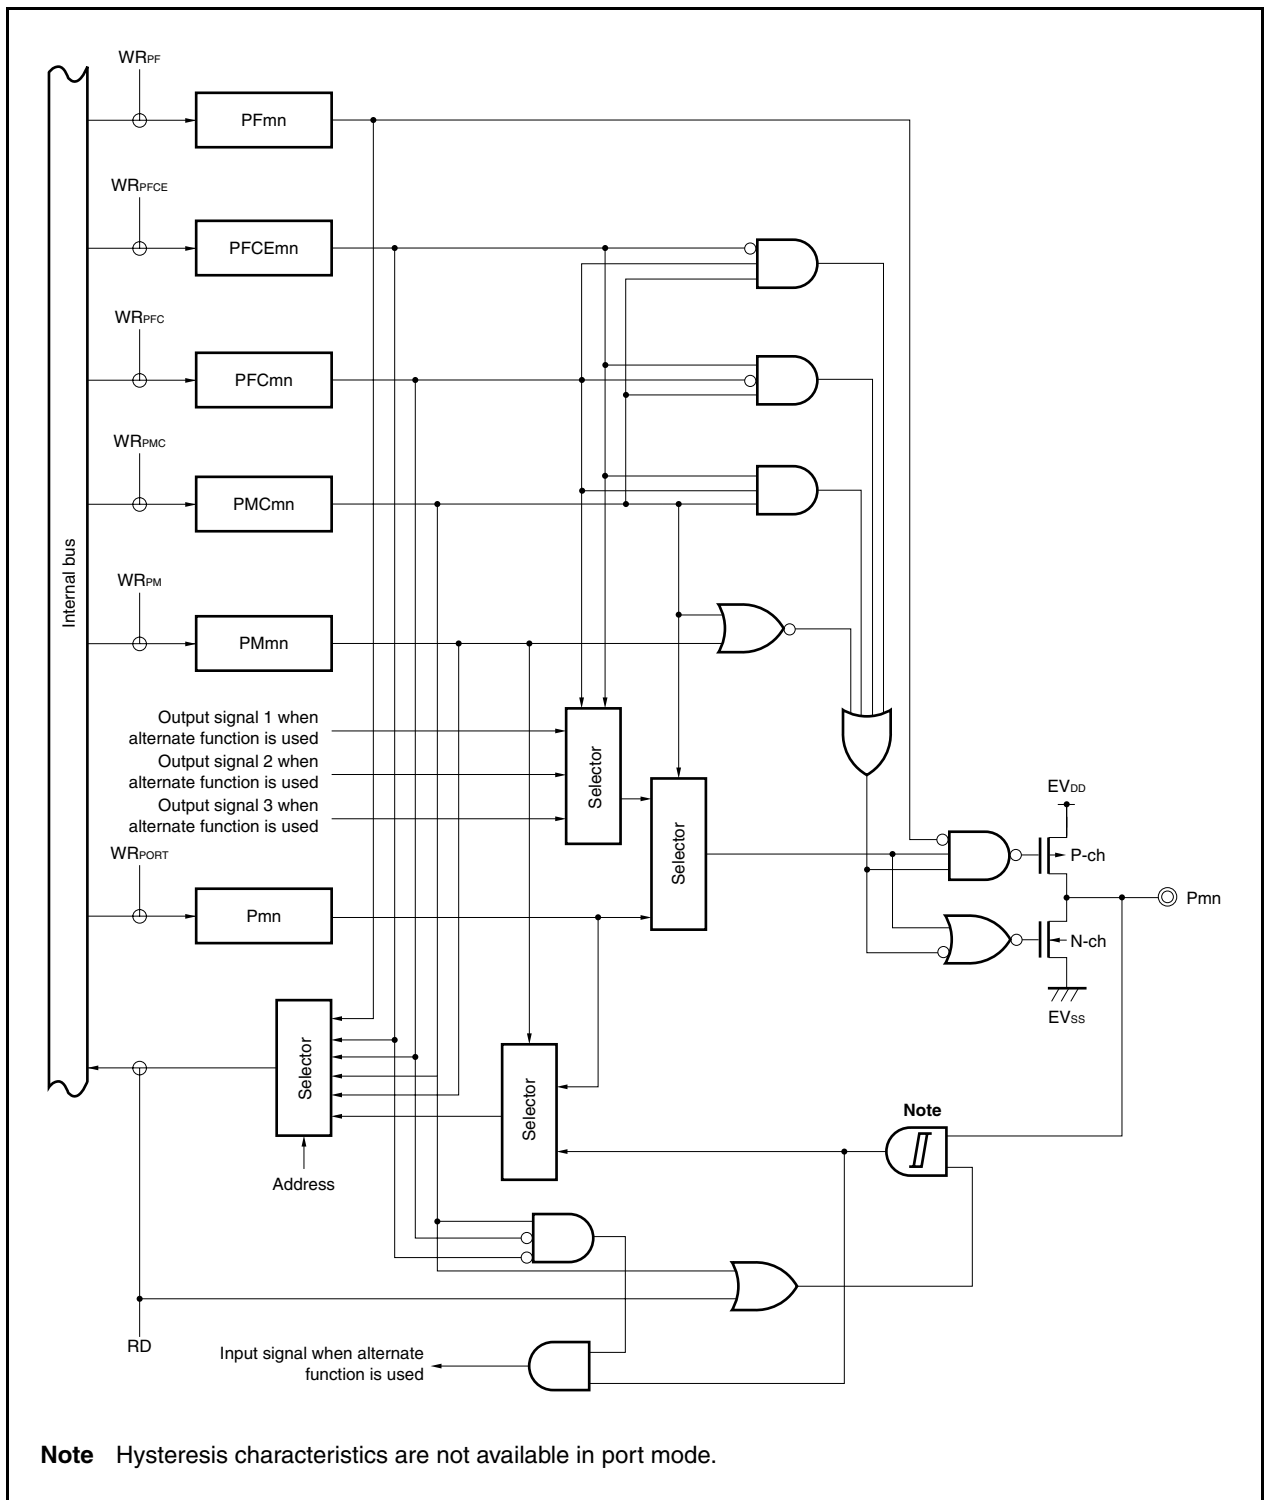 WRPF
PFmn
WRPFCE
PFCEmn
WRPFC
PFCmn
WRPMC
PMCmn
Internal bus
WRPM
PMmn
Output signal 1 when
alternate function is used
Output signal 2 when
alternate function is used
Output signal 3 when
alternate function is used
Selector
Selector
WRPORT
Pmn
EVDD
P-ch
Pmn
N-ch
EVSS
Selector
Selector
Address
Note
RD
Input signal when alternate
function is used
Note Hysteresis characteristics are not available in port mode.